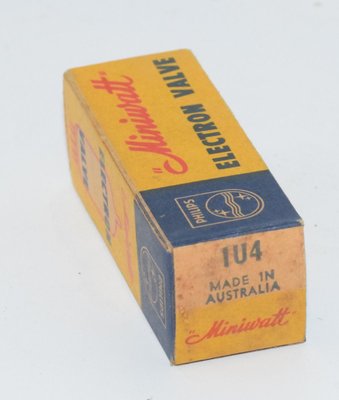 "Miniwatt"
ELECTRON VALVE
PHILIPS
1U4
MADE IN
AUSTRALIA
"Miniwatt"